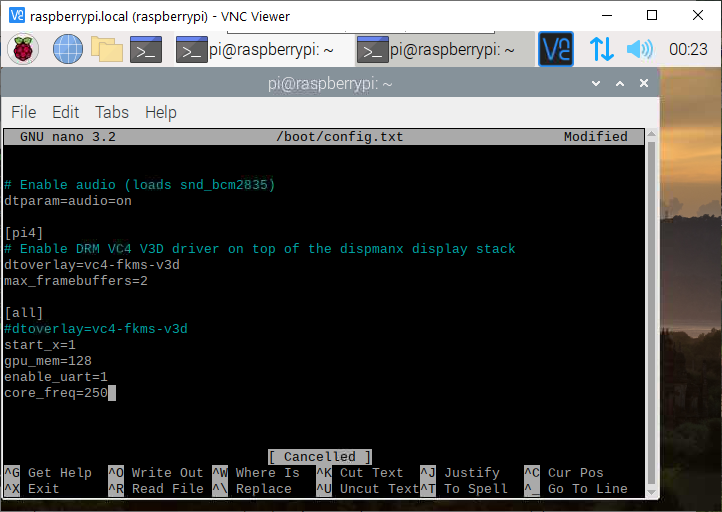 raspberrypi.local (raspberrypi) - VNC Viewer
pi@raspberrypi: ~ pi@raspberrypi: ~ 00:23
pi@raspberrypi: ~
File Edit Tabs Help
GNU nano 3.2 /boot/config.txt Modified
# Enable audio (loads snd_bcm2835)
dtparam=audio=on
[pi4]
# Enable DRM VC4 V3D driver on top of the dispmanx display stack
dtoverlay=vc4-fkms-v3d
max_framebuffers=2
[all]
#dtoverlay=vc4-fkms-v3d
start_x=1
gpu_mem=128
enable_uart=1
core_freq=250
[ Cancelled ]
^G Get Help ^O Write Out ^W Where Is ^K Cut Text ^J Justify ^C Cur Pos
^X Exit ^R Read File ^\ Replace ^U Uncut Text ^T To Spell ^_ Go To Line